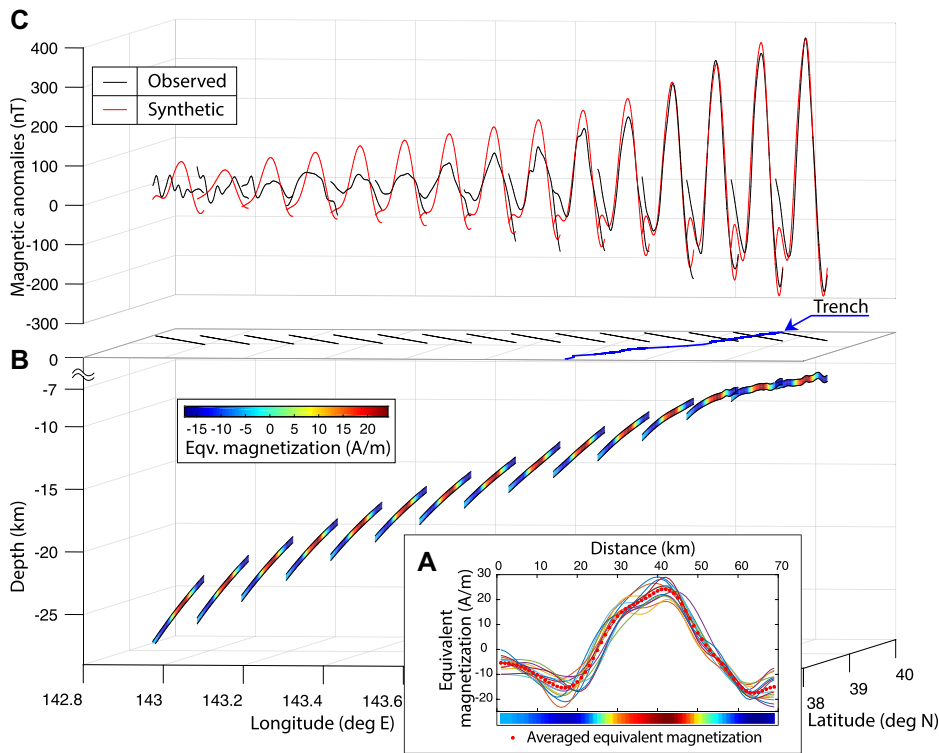 C
400
300
200
100
0
-100
-200
-300
Magnetic anomalies (nT)
Observed
Synthetic
Trench
B
0
-7
-10
-15
-20
-25
Depth (km)
-15 -10 -5 0 5 10 15 20
Eqv. magnetization (A/m)
142.8 143 143.2 143.4 143.6
Longitude (deg E)
38 39 40
Latitude (deg N)
A
Distance (km)
0 10 20 30 40 50 60 70
30
20
10
0
-10
-20
Equivalent
magnetization (A/m)
Averaged equivalent magnetization